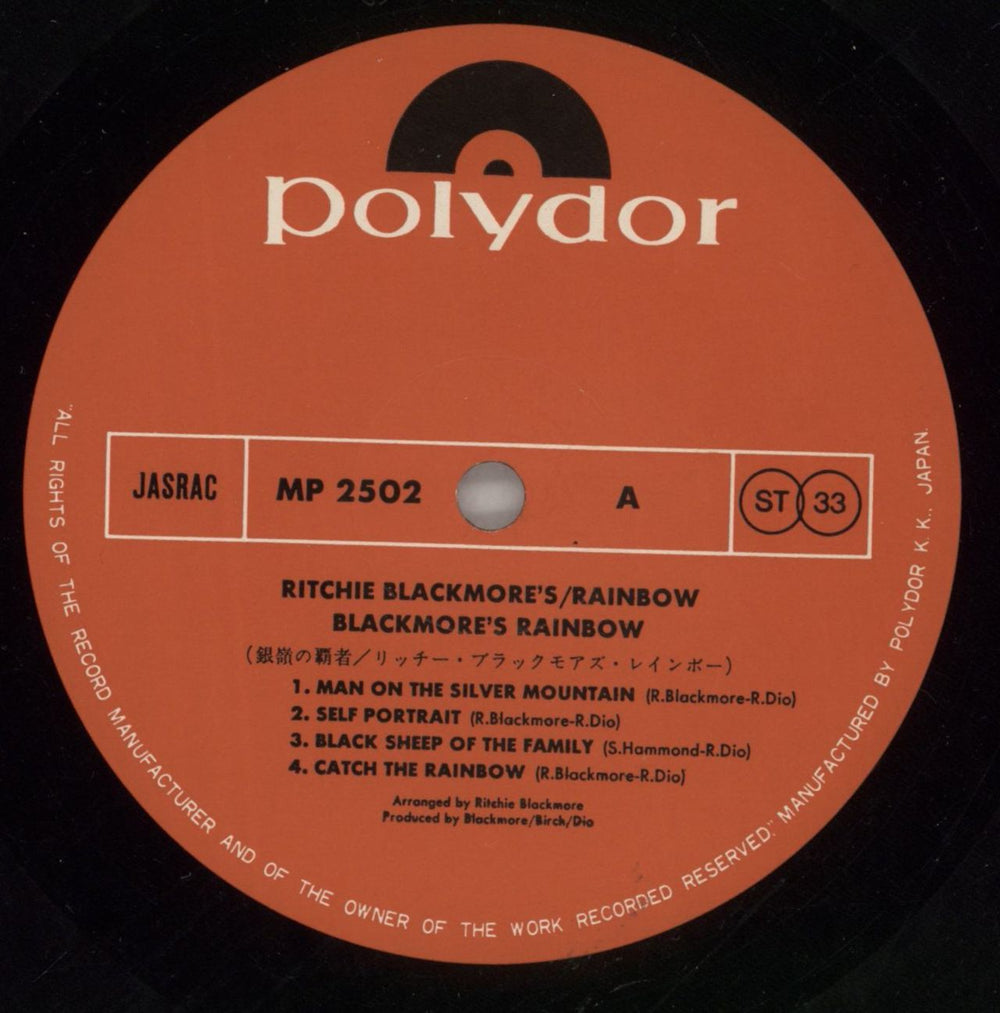 polydor
JASRAC
MP 2502
A
ST 33
RITCHIE BLACKMORE'S/RAINBOW
BLACKMORE'S RAINBOW
(銀嶺の覇者/リッチー・ブラックモアズ・レインボー)
1. MAN ON THE SILVER MOUNTAIN (R.Blackmore-R.Dio)
2. SELF PORTRAIT (R.Blackmore-R.Dio)
3. BLACK SHEEP OF THE FAMILY (S.Hammond-R.Dio)
4. CATCH THE RAINBOW (R.Blackmore-R.Dio)
Arranged by Ritchie Blackmore
Produced by Blackmore/Birch/Dio
"ALL RIGHTS OF THE RECORD MANUFACTURER AND OF THE OWNER OF THE WORK RECORDED RESERVED." MANUFACTURED BY POLYDOR K.K., JAPAN.